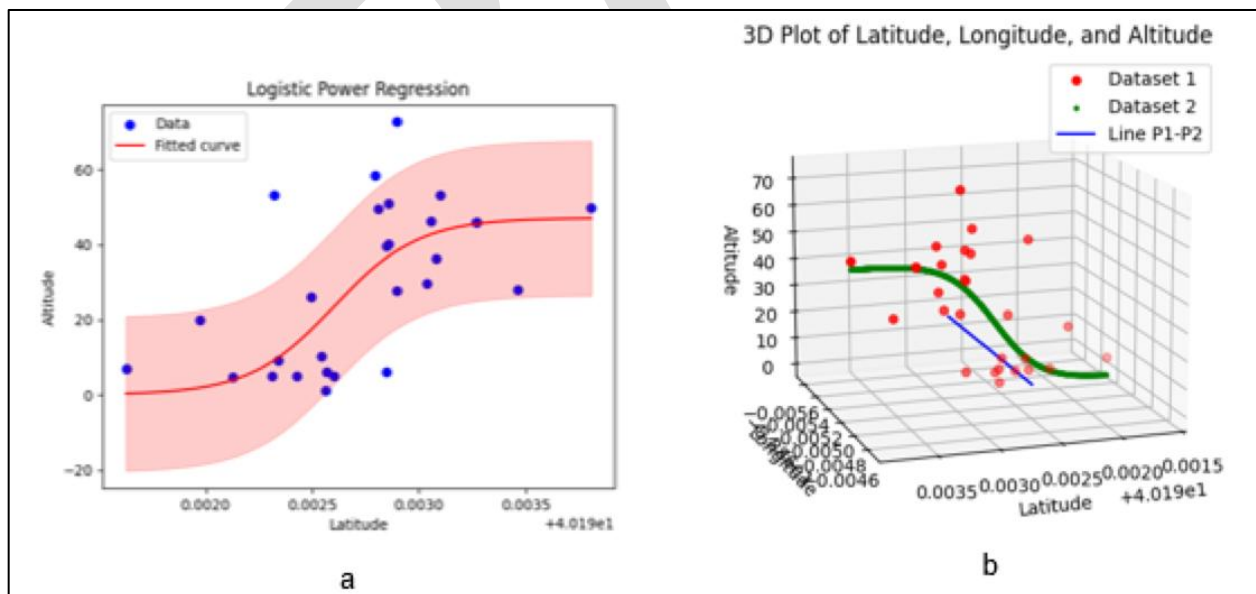 Logistic Power Regression
Data
Fitted curve
Altitude
60
40
20
0
−20
0.0020
0.0025
0.0030
0.0035
+4.019e1
Latitude
a
3D Plot of Latitude, Longitude, and Altitude
Dataset 1
Dataset 2
Line P1-P2
Altitude
70
60
50
40
30
20
10
0
−0.0056
−0.0054
−0.0052
−0.0050
−0.0048
−0.0046
Longitude
0.0035
0.0030
0.0025
0.0020
0.0015
+4.019e1
Latitude
b